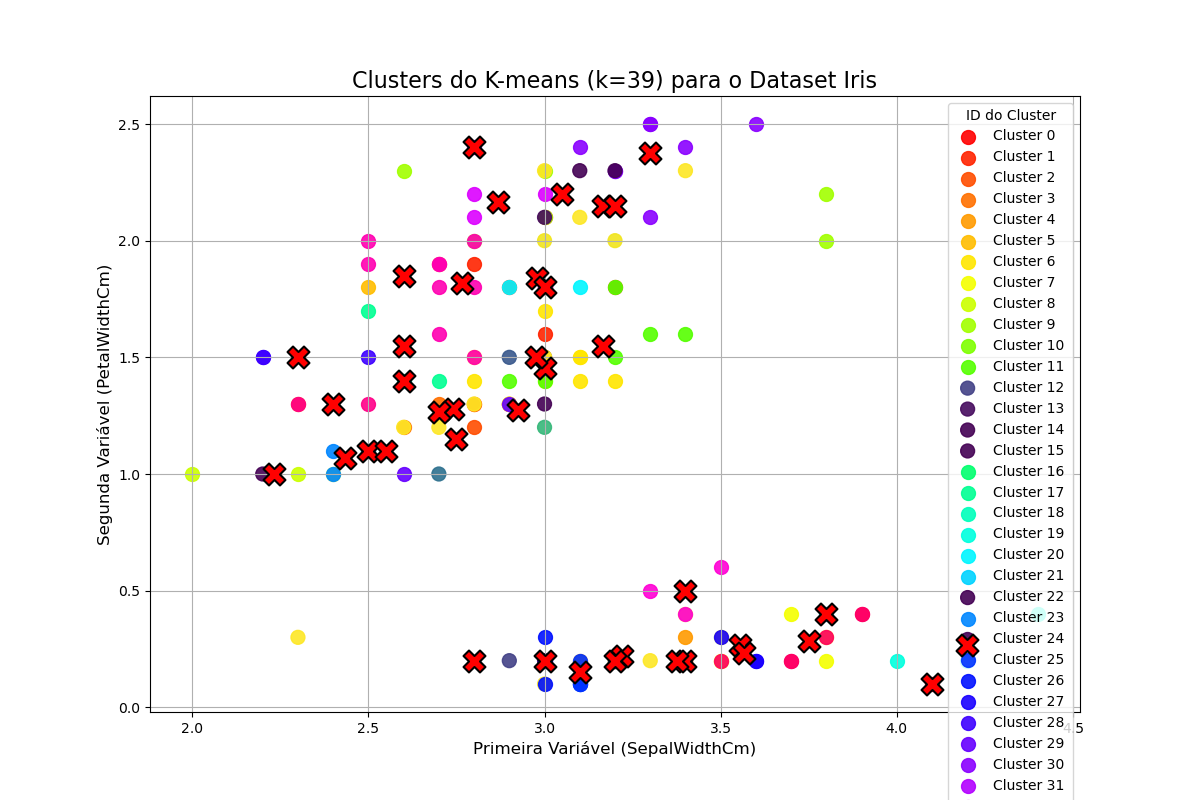 Clusters do K-means (k=39) para o Dataset Iris
Segunda Variável (PetalWidthCm)
2.5
2.0
1.5
1.0
0.5
0.0
2.0
2.5
3.0
3.5
4.0
4.5
Primeira Variável (SepalWidthCm)
ID do Cluster
Cluster 0
Cluster 1
Cluster 2
Cluster 3
Cluster 4
Cluster 5
Cluster 6
Cluster 7
Cluster 8
Cluster 9
Cluster 10
Cluster 11
Cluster 12
Cluster 13
Cluster 14
Cluster 15
Cluster 16
Cluster 17
Cluster 18
Cluster 19
Cluster 20
Cluster 21
Cluster 22
Cluster 23
Cluster 24
Cluster 25
Cluster 26
Cluster 27
Cluster 28
Cluster 29
Cluster 30
Cluster 31